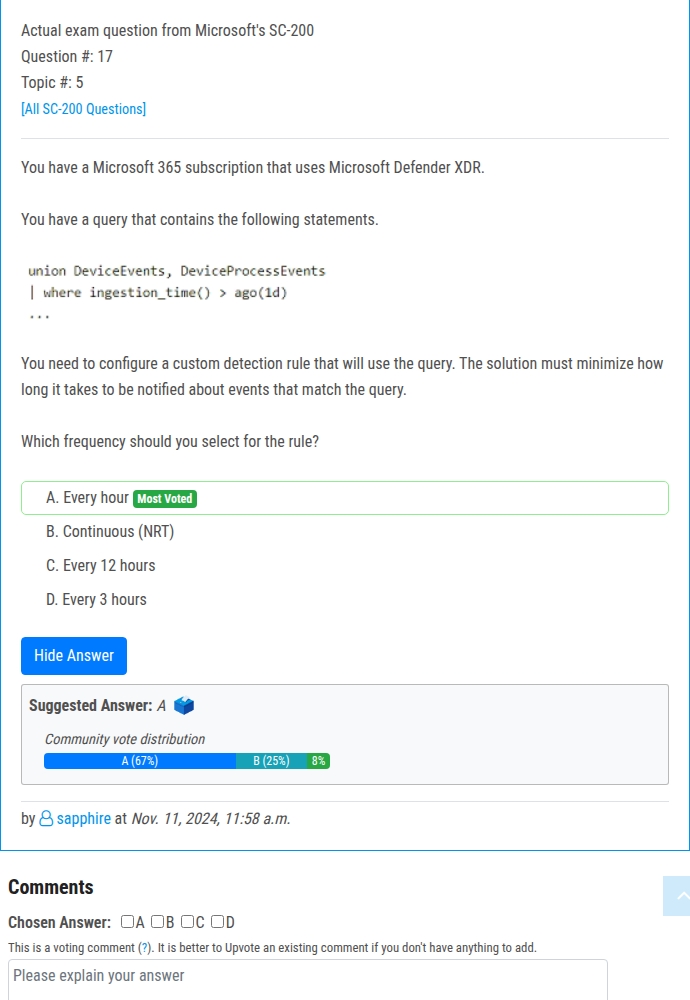 Actual exam question from Microsoft's SC-200
Question #: 17
Topic #: 5
[All SC-200 Questions]
You have a Microsoft 365 subscription that uses Microsoft Defender XDR.
You have a query that contains the following statements.
union DeviceEvents, DeviceProcessEvents
| where ingestion_time() > ago(1d)
...
You need to configure a custom detection rule that will use the query. The solution must minimize how
long it takes to be notified about events that match the query.
Which frequency should you select for the rule?
A. Every hour Most Voted
B. Continuous (NRT)
C. Every 12 hours
D. Every 3 hours
Hide Answer
Suggested Answer: A
Community vote distribution
A (67%) B (25%) 8%
by sapphire at Nov. 11, 2024, 11:58 a.m.
Comments
Chosen Answer: A B C D
This is a voting comment (?). It is better to Upvote an existing comment if you don't have anything to add.
Please explain your answer